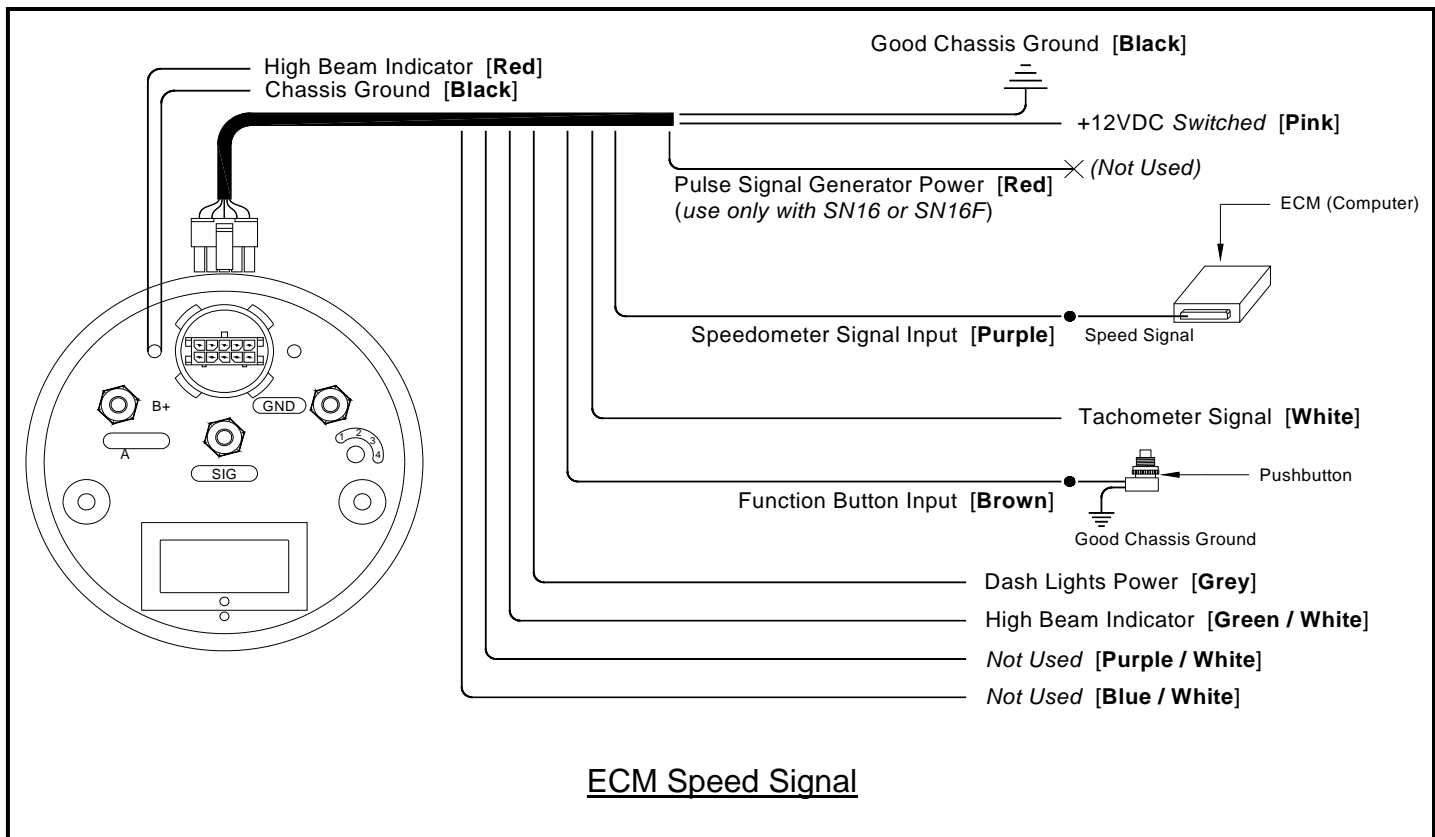 Good Chassis Ground [Black]
High Beam Indicator [Red]
Chassis Ground [Black]
+12VDC Switched [Pink]
(Not Used)
Pulse Signal Generator Power [Red]
(use only with SN16 or SN16F)
ECM (Computer)
Speedometer Signal Input [Purple]
Speed Signal
B+
GND
A
1 2 3 4
SIG
Tachometer Signal [White]
Pushbutton
Function Button Input [Brown]
Good Chassis Ground
Dash Lights Power [Grey]
High Beam Indicator [Green / White]
Not Used [Purple / White]
Not Used [Blue / White]
ECM Speed Signal